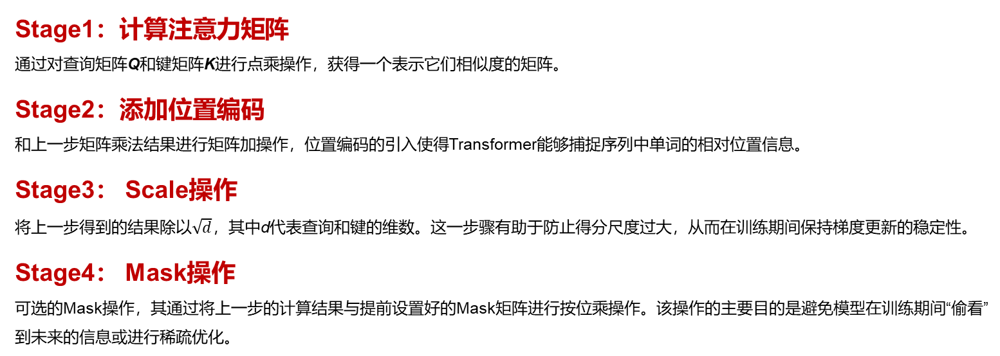 Stage1：计算注意力矩阵
通过对查询矩阵Q和键矩阵K进行点乘操作，获得一个表示它们相似度的矩阵。
Stage2：添加位置编码
和上一步矩阵乘法结果进行矩阵加操作，位置编码的引入使得Transformer能够捕捉序列中单词的相对位置信息。
Stage3： Scale操作
将上一步得到的结果除以√d，其中d代表查询和键的维数。这一步骤有助于防止得分尺度过大，从而在训练期间保持梯度更新的稳定性。
Stage4： Mask操作
可选的Mask操作，其通过将上一步的计算结果与提前设置好的Mask矩阵进行按位乘操作。该操作的主要目的是避免模型在训练期间“偷看”
到未来的信息或进行稀疏优化。